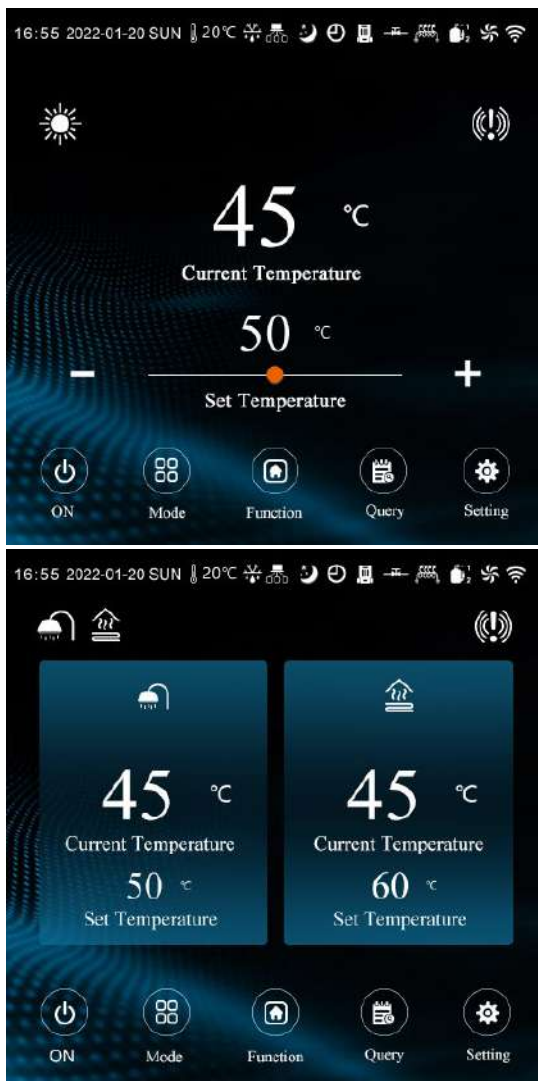 16:55 2022-01-20 SUN 20℃
45 ℃
Current Temperature
50 ℃
Set Temperature
ON Mode Function Query Setting
16:55 2022-01-20 SUN 20℃
45 ℃ 45 ℃
Current Temperature Current Temperature
50 ℃ 60 ℃
Set Temperature Set Temperature
ON Mode Function Query Setting